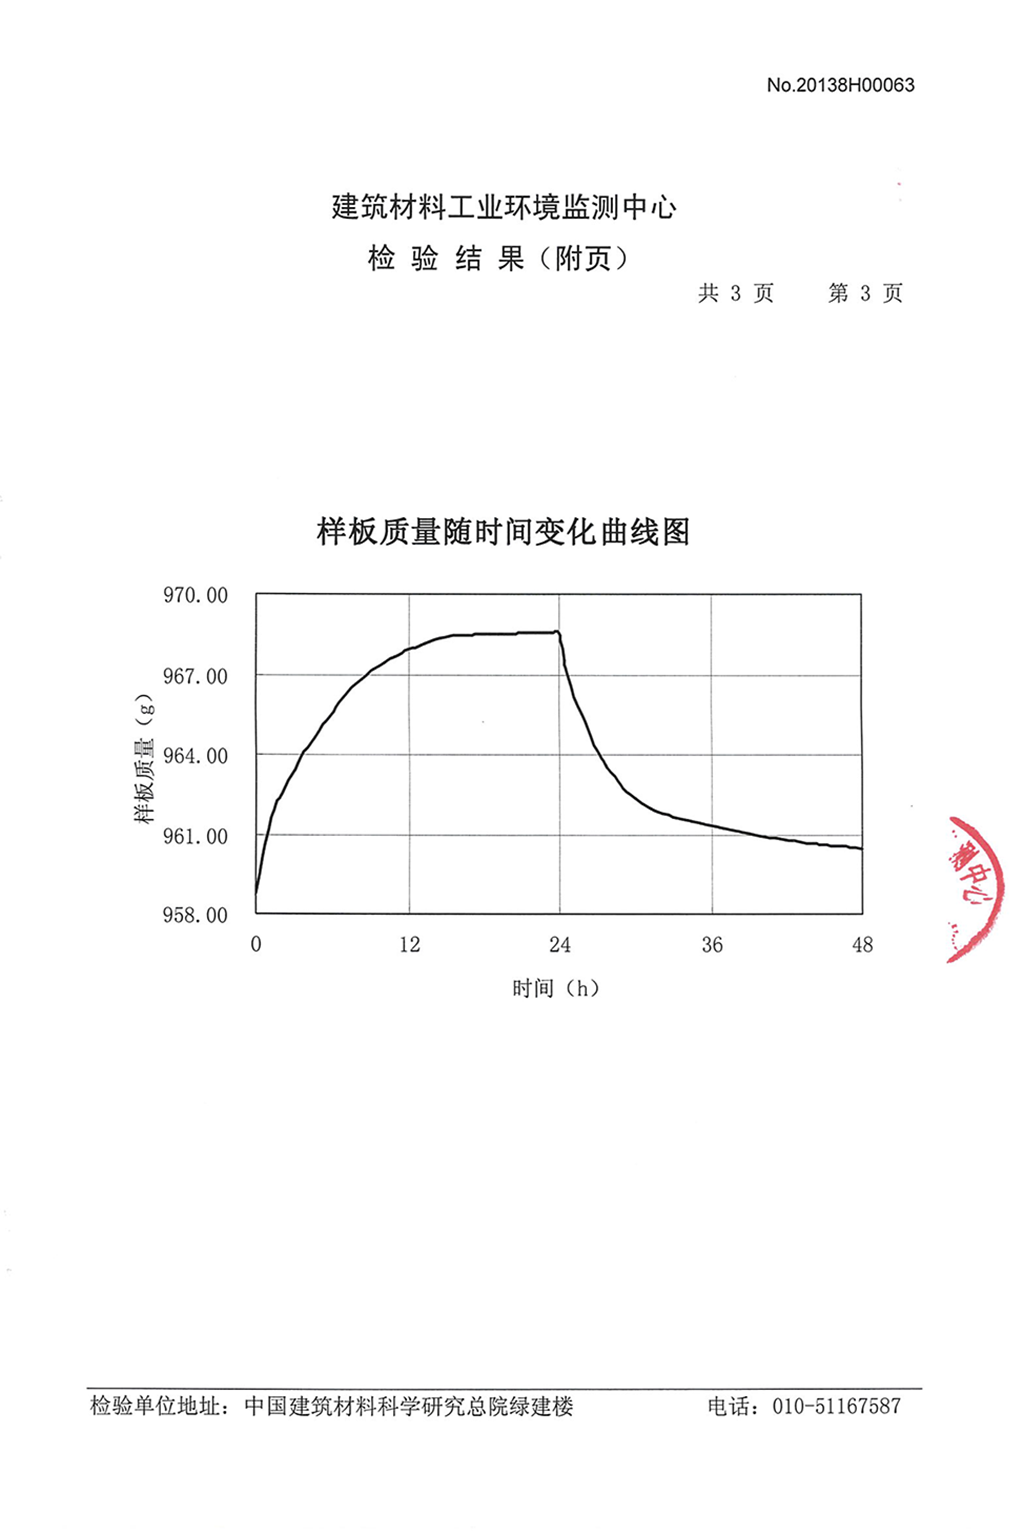 No.20138H00063
建筑材料工业环境监测中心
检 验 结 果（附页）
共 3 页 第 3 页
样板质量随时间变化曲线图
970.00
967.00
964.00
961.00
958.00
样板质量（g）
0 12 24 36 48
时间（h）
测中心
检验单位地址：中国建筑材料科学研究总院绿建楼 电话：010-51167587